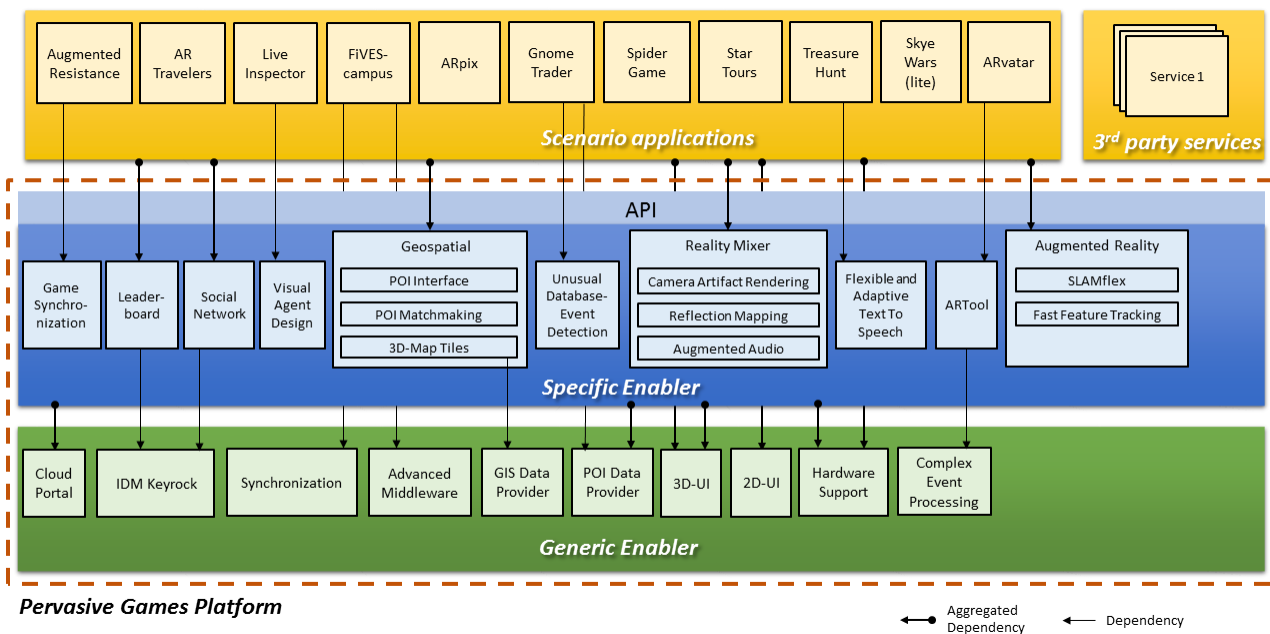 Augmented
Resistance
AR
Travelers
Live
Inspector
FiVES-
campus
ARpix
Gnome
Trader
Spider
Game
Star
Tours
Treasure
Hunt
Skye
Wars
(lite)
ARvatar
Service 1
Scenario applications
3rd party services
API
Game
Synchro-
nization
Leader-
board
Social
Network
Visual
Agent
Design
Geospatial
POI Interface
POI Matchmaking
3D-Map Tiles
Unusual
Database-
Event
Detection
Reality Mixer
Camera Artifact Rendering
Reflection Mapping
Augmented Audio
Flexible and
Adaptive
Text To
Speech
ARTool
Augmented Reality
SLAMflex
Fast Feature Tracking
Specific Enabler
Cloud
Portal
IDM Keyrock
Synchronization
Advanced
Middleware
GIS Data
Provider
POI Data
Provider
3D-UI
2D-UI
Hardware
Support
Complex
Event
Processing
Generic Enabler
Pervasive Games Platform
Aggregated
Dependency
Dependency